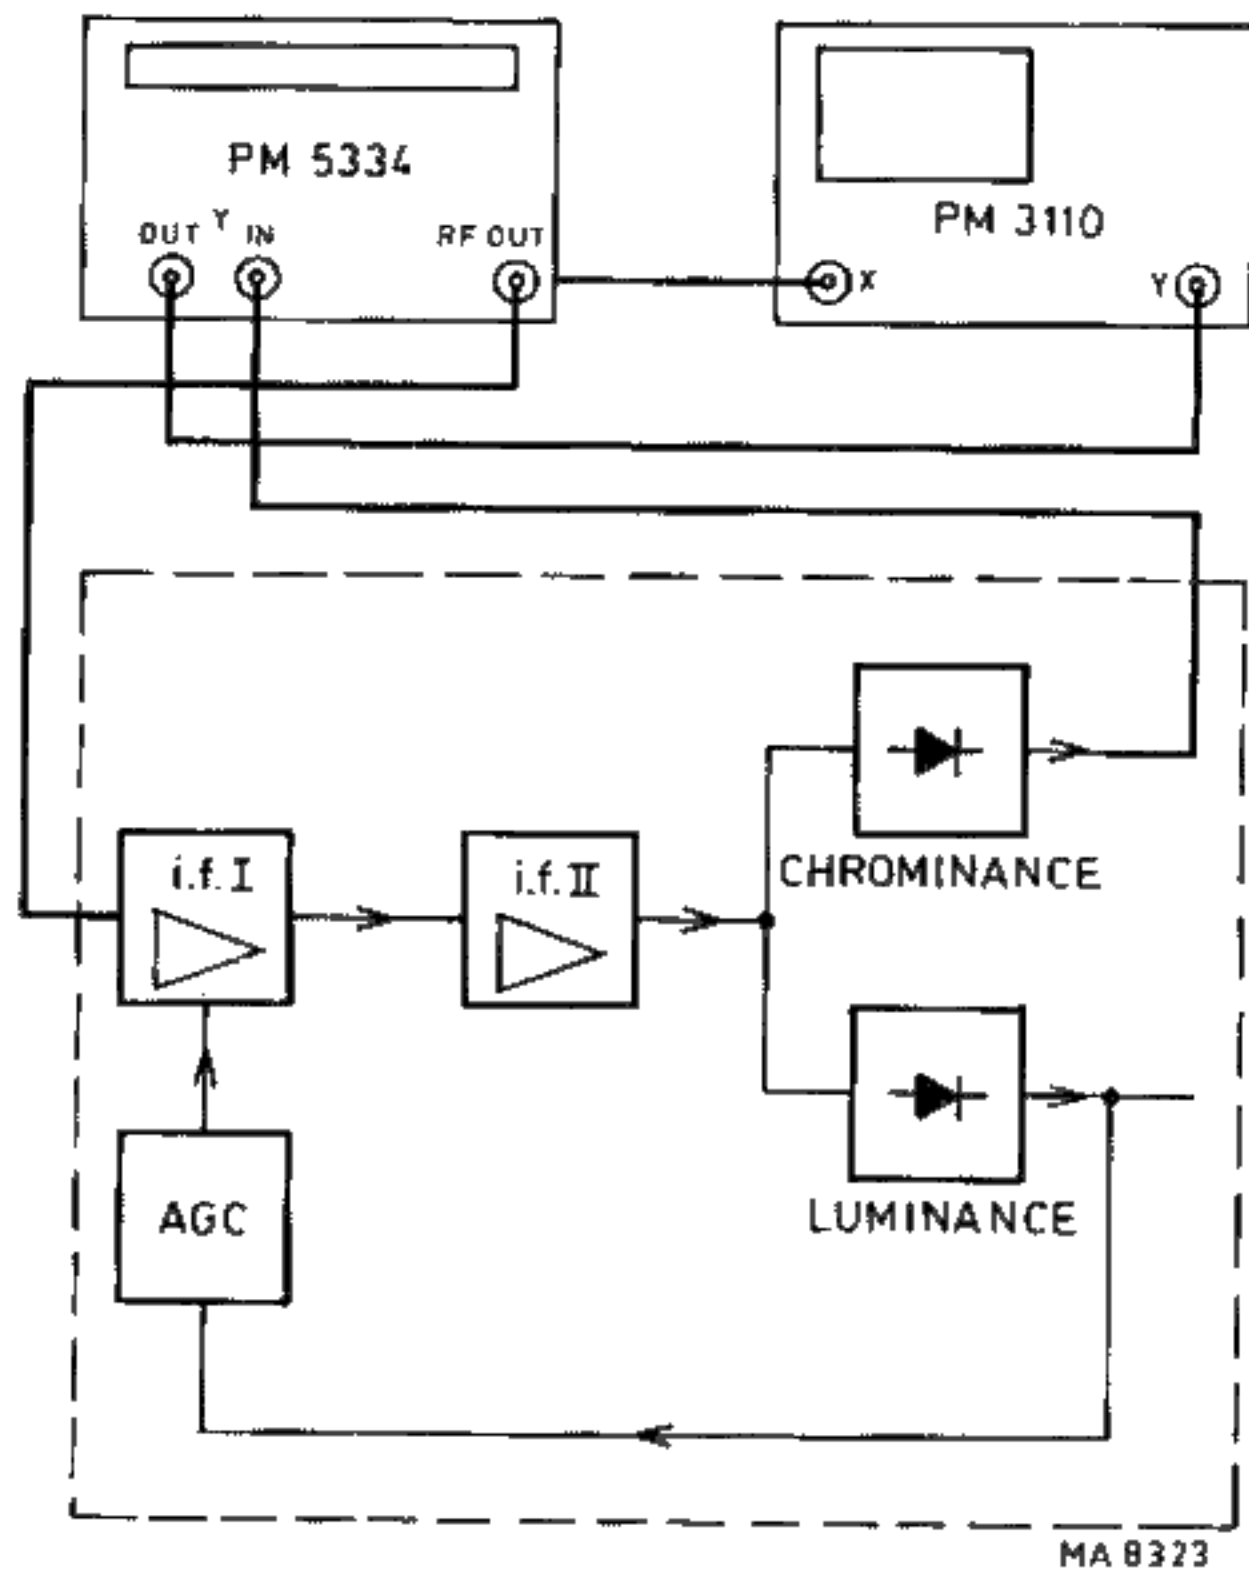 PM 5334
PM 3110
OUT Y IN
RF OUT
X
Y
CHROMINANCE
i.f. I
i.f. II
LUMINANCE
AGC
MA 8323